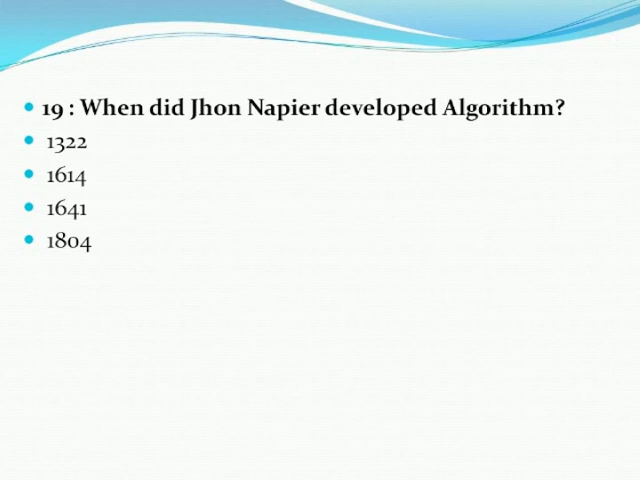 19 : When did Jhon Napier developed Algorithm?
1322
1614
1641
1804